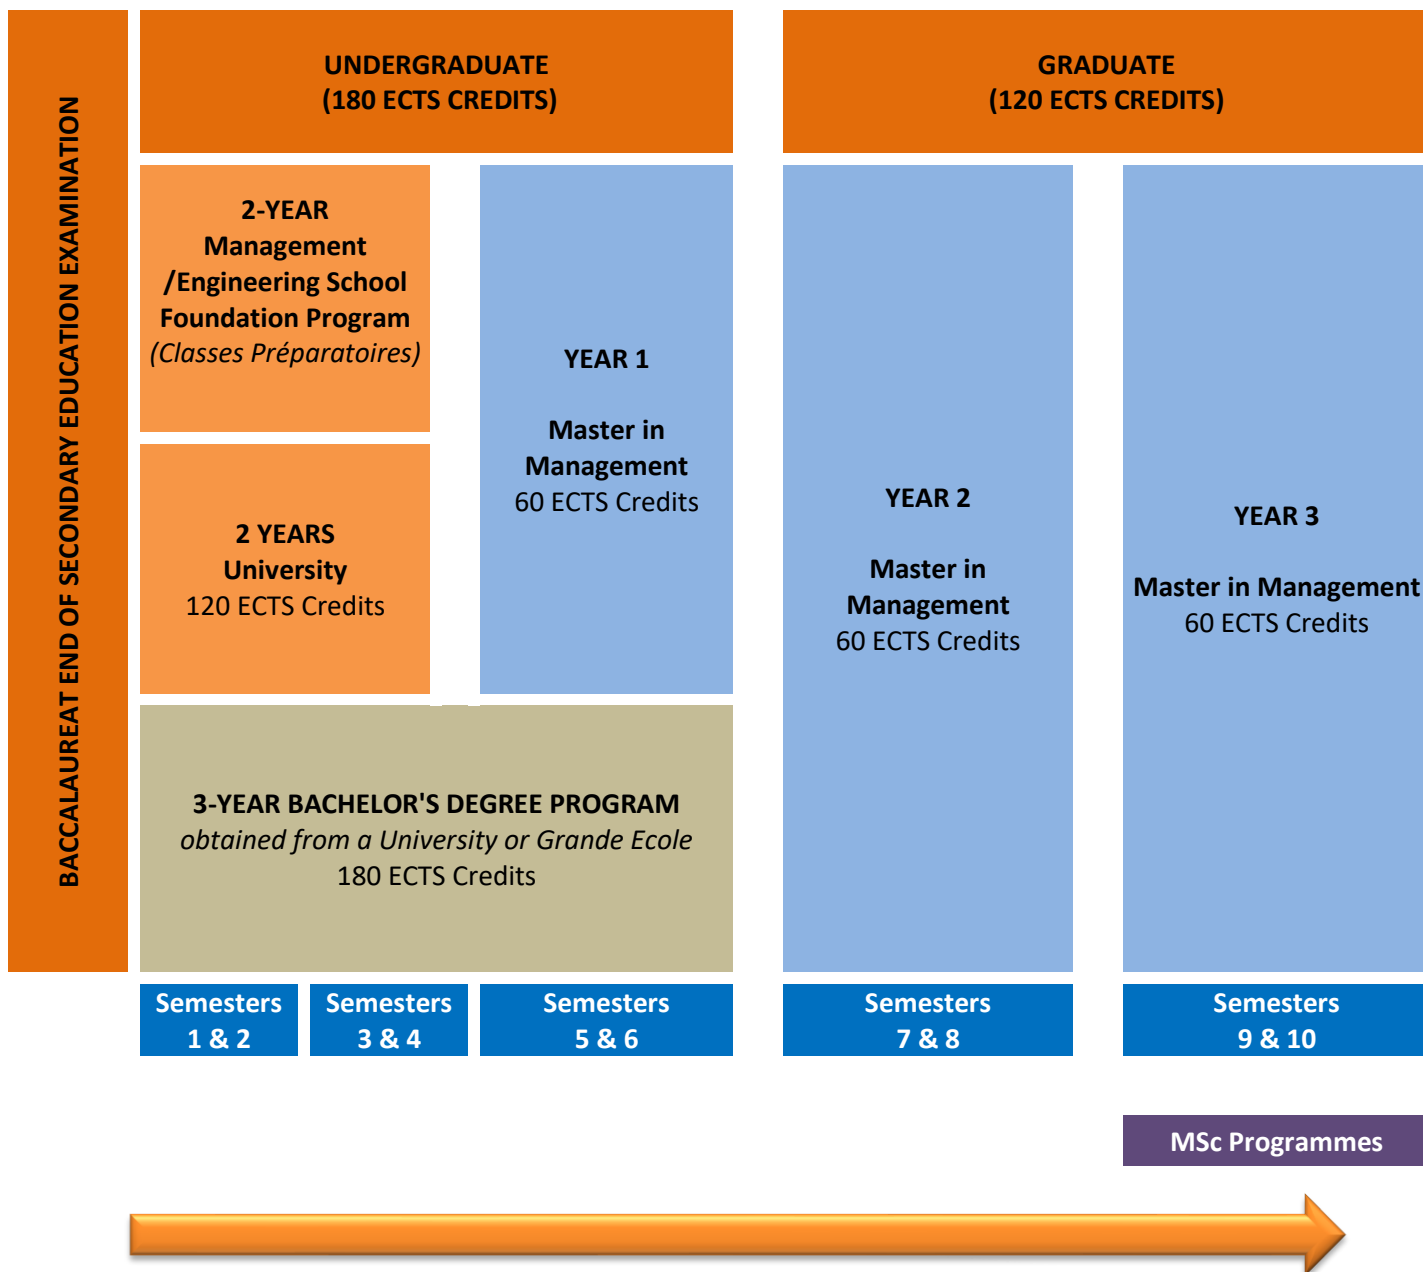 BACCALAUREAT END OF SECONDARY EDUCATION EXAMINATION
UNDERGRADUATE
(180 ECTS CREDITS)
GRADUATE
(120 ECTS CREDITS)
2-YEAR
Management
/Engineering School
Foundation Program
(Classes Préparatoires)
2 YEARS
University
120 ECTS Credits
YEAR 1
Master in
Management
60 ECTS Credits
3-YEAR BACHELOR'S DEGREE PROGRAM
obtained from a University or Grande Ecole
180 ECTS Credits
YEAR 2
Master in
Management
60 ECTS Credits
YEAR 3
Master in Management
60 ECTS Credits
Semesters
1 & 2
Semesters
3 & 4
Semesters
5 & 6
Semesters
7 & 8
Semesters
9 & 10
MSc Programmes